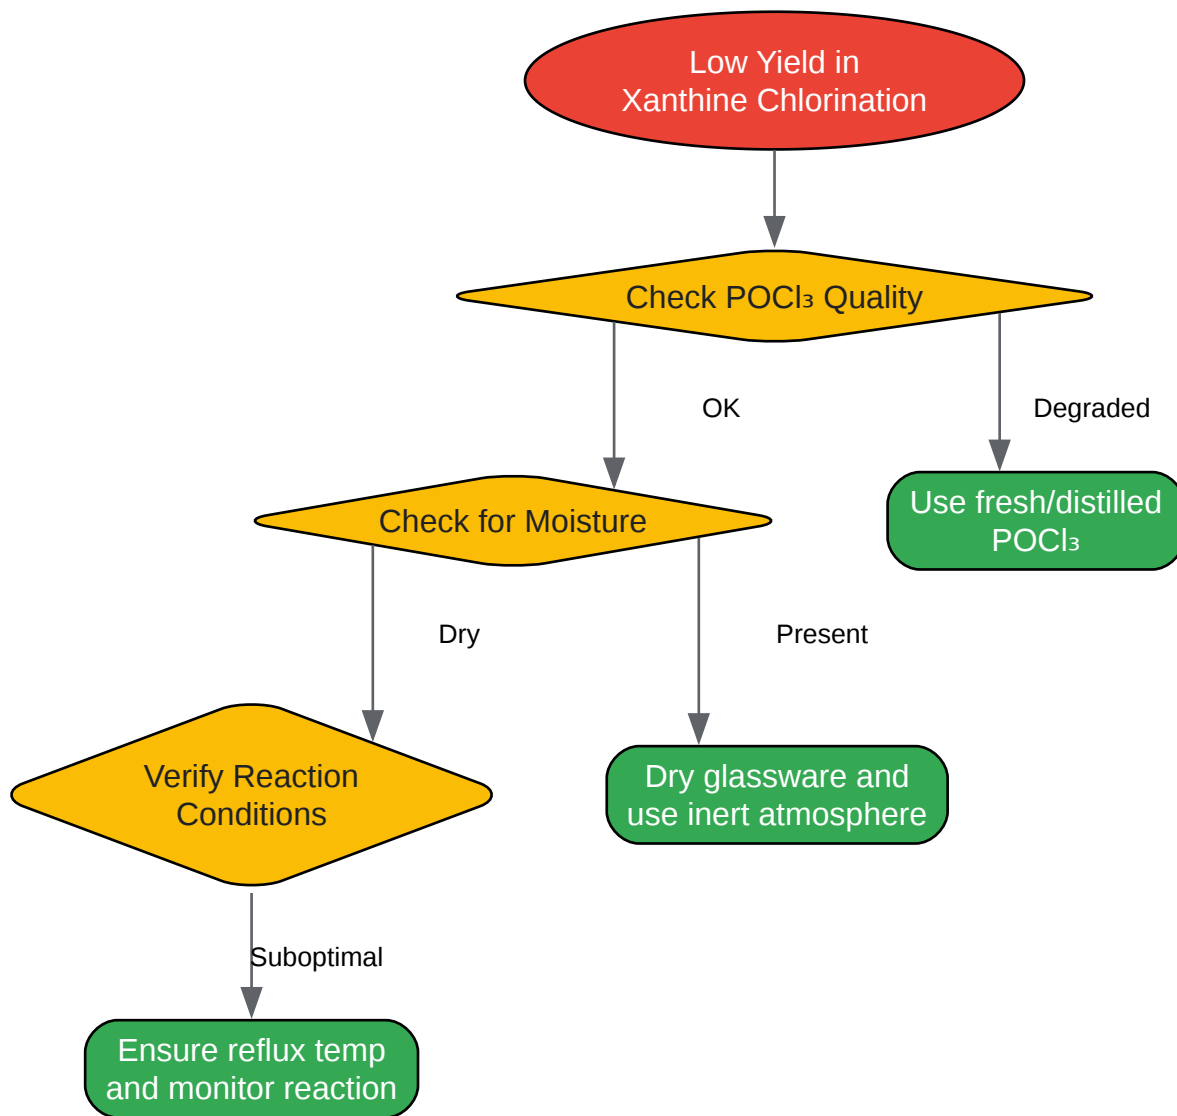 Low Yield in
Xanthine Chlorination
Check POCl₃ Quality
OK
Degraded
Use fresh/distilled
POCl₃
Check for Moisture
Dry
Present
Verify Reaction
Conditions
Dry glassware and
use inert atmosphere
Suboptimal
Ensure reflux temp
and monitor reaction